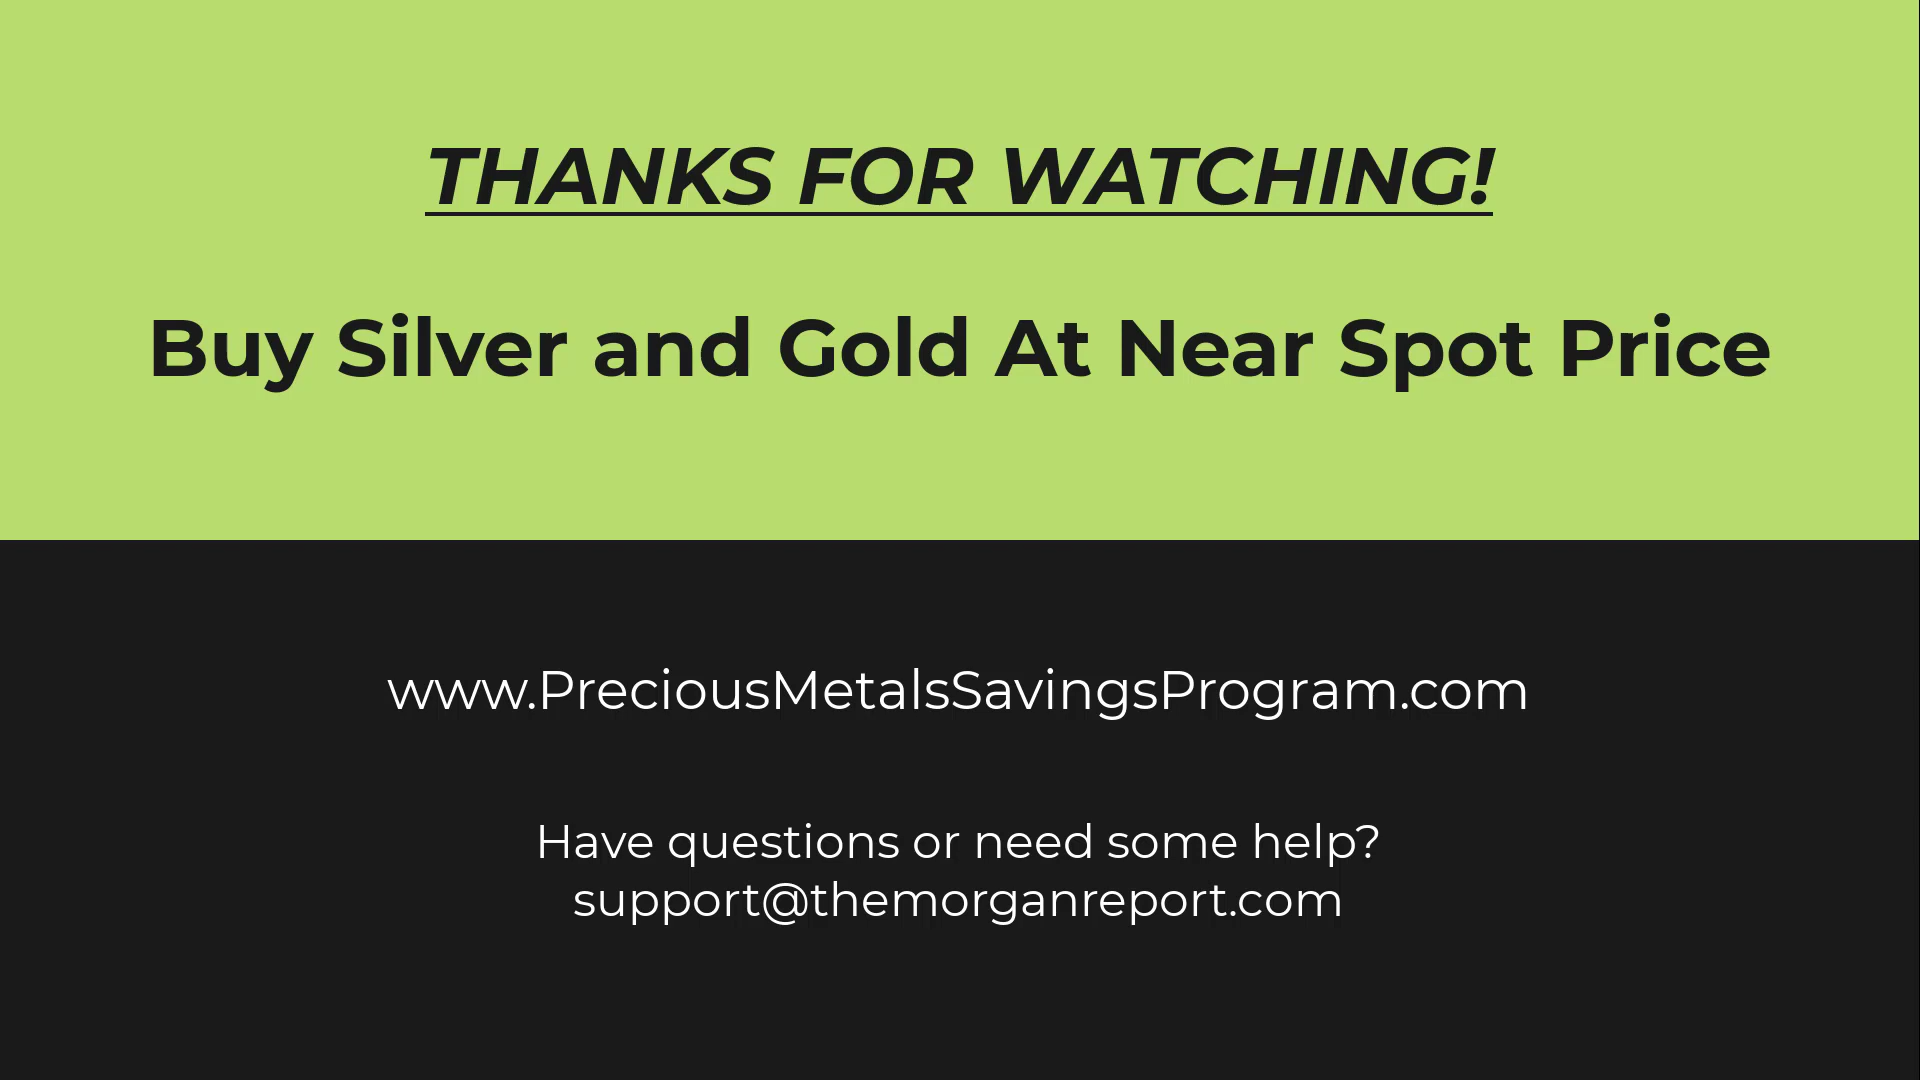 THANKS FOR WATCHING!
Buy Silver and Gold At Near Spot Price
www.PreciousMetalsSavingsProgram.com
Have questions or need some help?
support@themorganreport.com